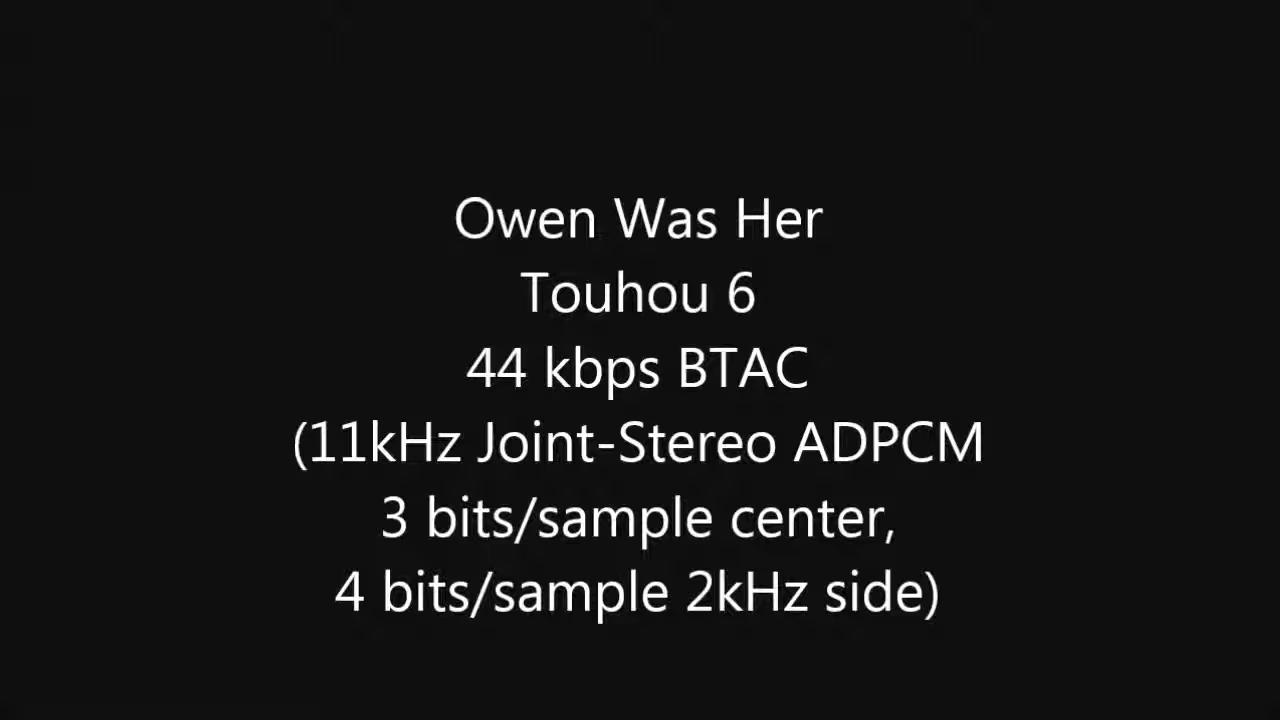 Owen Was Her
Touhou 6
44 kbps BTAC
(11kHz Joint-Stereo ADPCM
3 bits/sample center,
4 bits/sample 2kHz side)